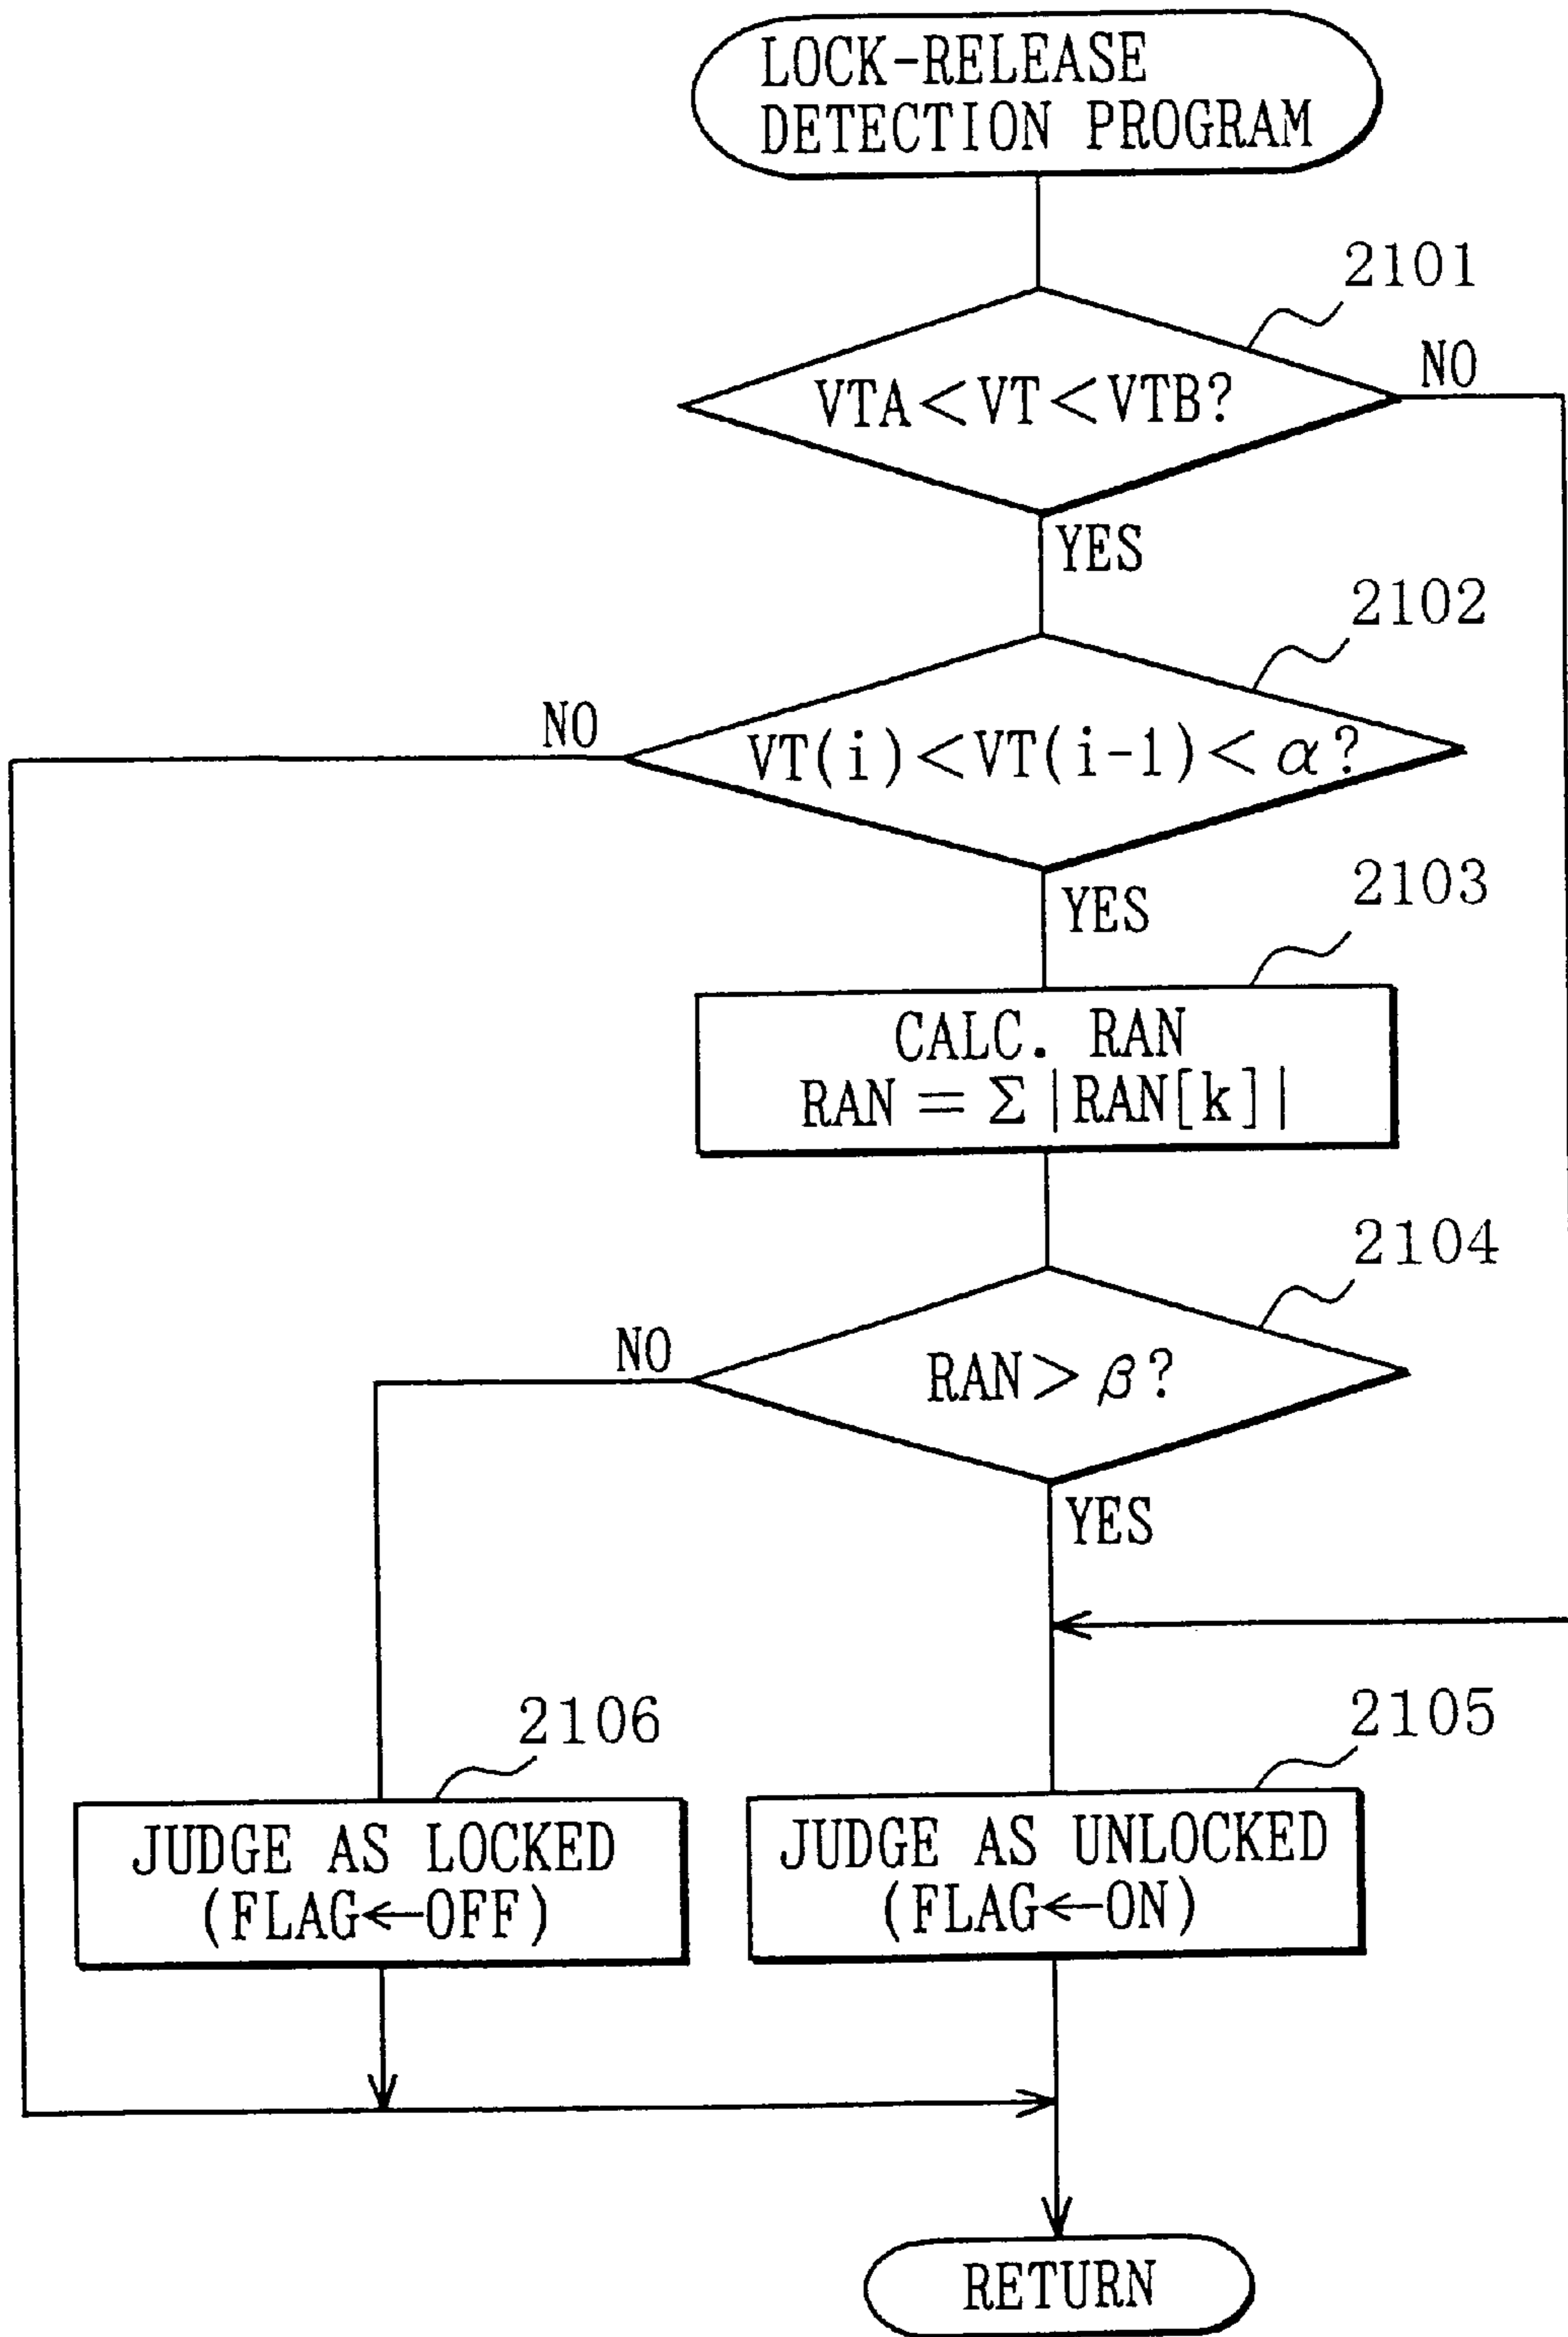 LOCK-RELEASE
DETECTION PROGRAM
2101
VTA<VT<VTB?
NO
YES
2102
NO
VT(i)<VT(i-1)<α?
YES
2103
CALC. RAN
RAN=Σ|RAN[k]|
2104
NO
RAN>β?
YES
2106
2105
JUDGE AS LOCKED
(FLAG←OFF)
JUDGE AS UNLOCKED
(FLAG←ON)
RETURN